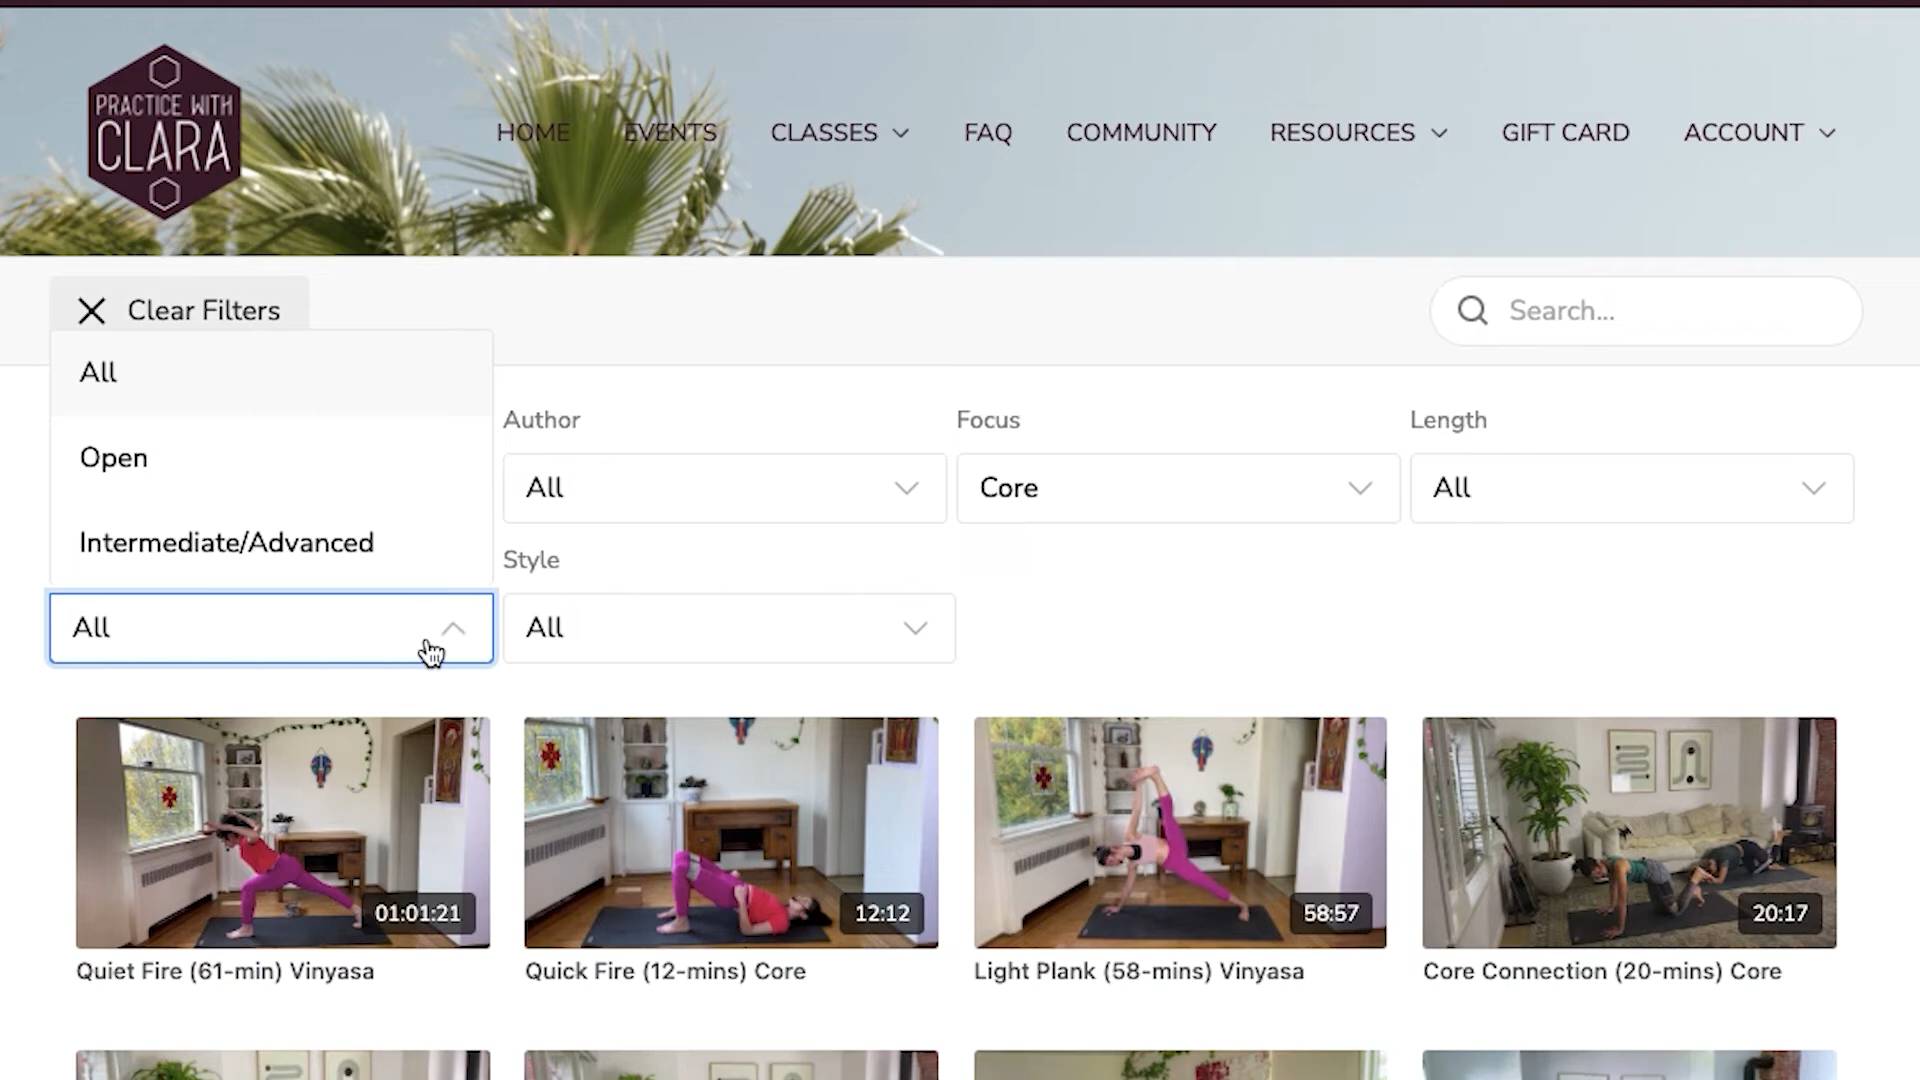 PRACTICE WITH
CLARA
HOME EVENTS CLASSES FAQ COMMUNITY RESOURCES GIFT CARD ACCOUNT
Clear Filters
Search...
All
Open
Intermediate/Advanced
Author
Focus
Length
All
Core
All
Style
All
All
01:01:21
12:12
58:57
20:17
Quiet Fire (61-min) Vinyasa
Quick Fire (12-mins) Core
Light Plank (58-mins) Vinyasa
Core Connection (20-mins) Core